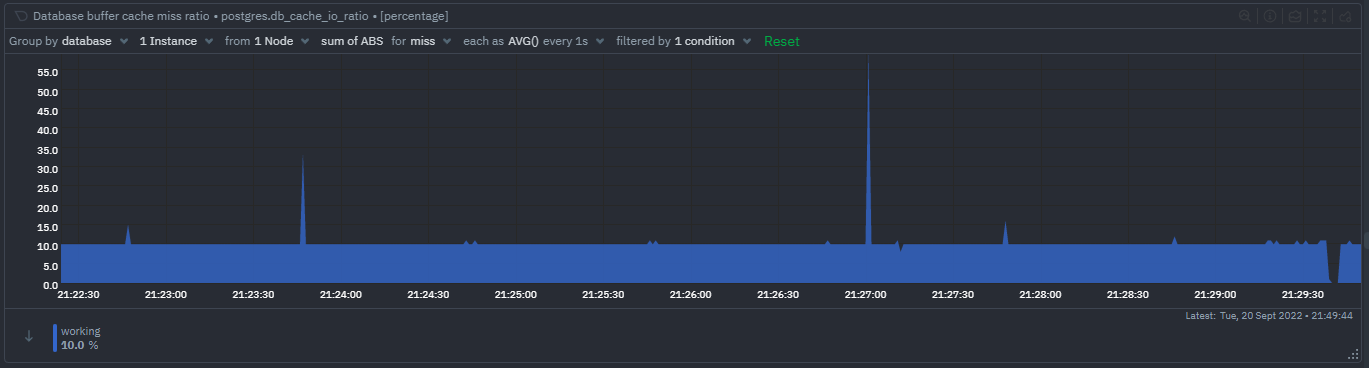 Database buffer cache miss ratio • postgres.db_cache_io_ratio • [percentage]
Group by database 1 Instance from 1 Node sum of ABS for miss each as AVG() every 1s filtered by 1 condition Reset
55.0
50.0
45.0
40.0
35.0
30.0
25.0
20.0
15.0
10.0
5.0
0.0
21:22:30 21:23:00 21:23:30 21:24:00 21:24:30 21:25:00 21:25:30 21:26:00 21:26:30 21:27:00 21:27:30 21:28:00 21:28:30 21:29:00 21:29:30
Latest: Tue, 20 Sept 2022 • 21:49:44
working
10.0 %